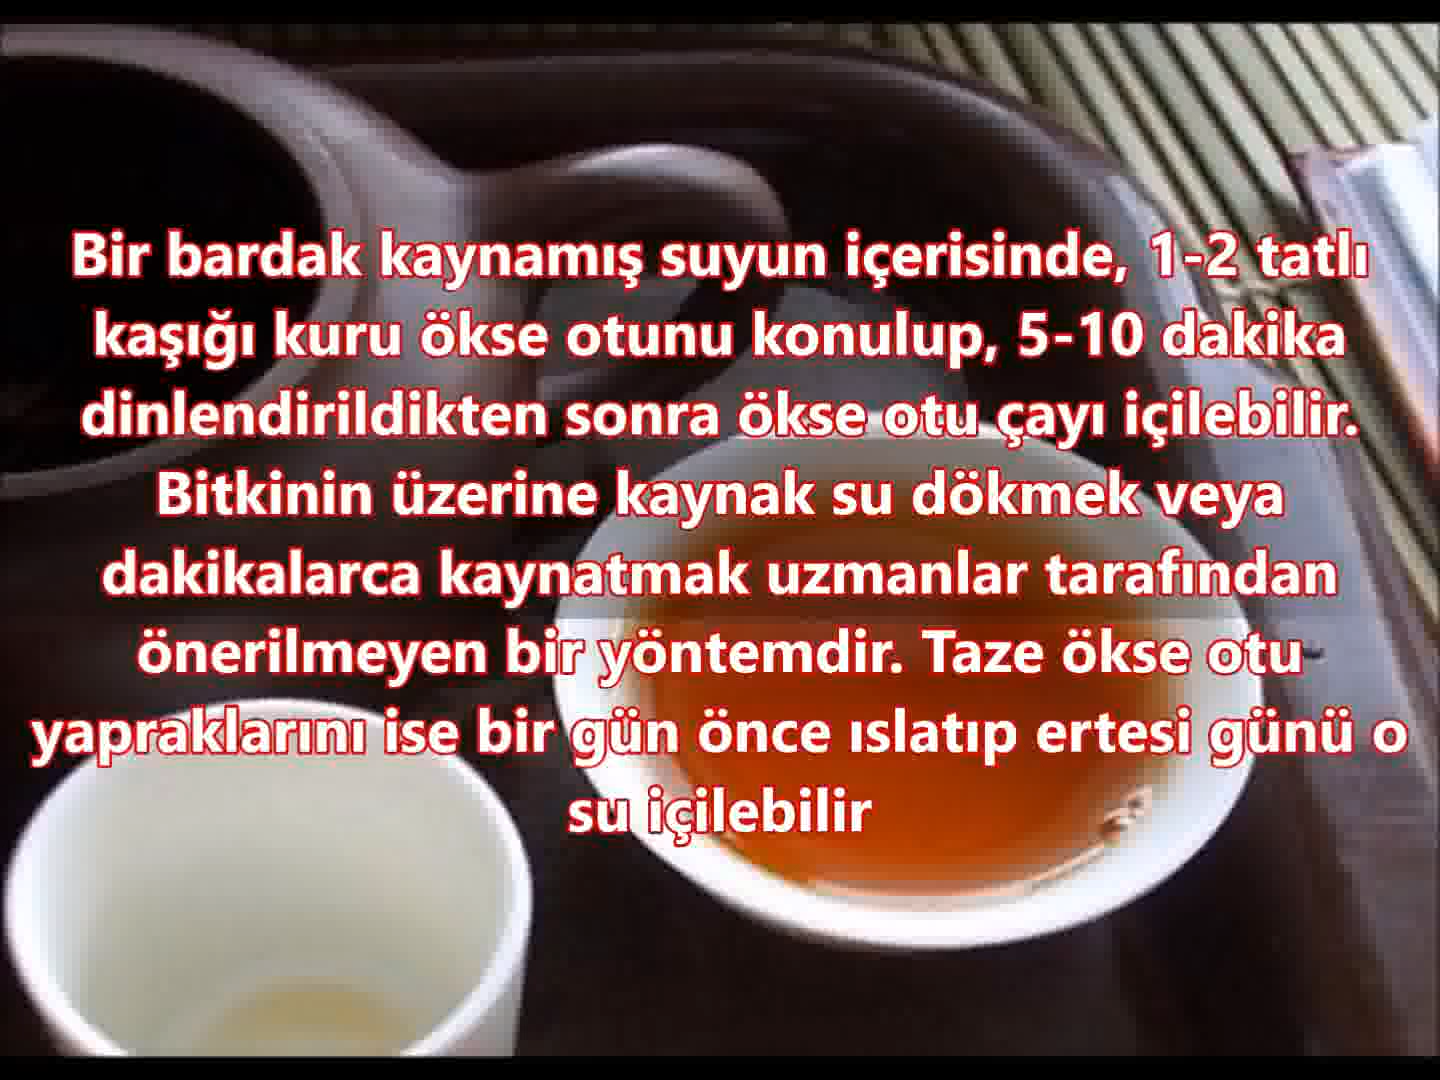 Bir bardak kaynamış suyun içerisinde, 1-2 tatlı
kaşığı kuru ökse otunu konulup, 5-10 dakika
dinlendirildikten sonra ökse otu çayı içilebilir.
Bitkinin üzerine kaynak su dökmek veya
dakikalarca kaynatmak uzmanlar tarafından
önerilmeyen bir yöntemdir. Taze ökse otu
yapraklarını ise bir gün önce ıslatıp ertesi günü o
su içilebilir